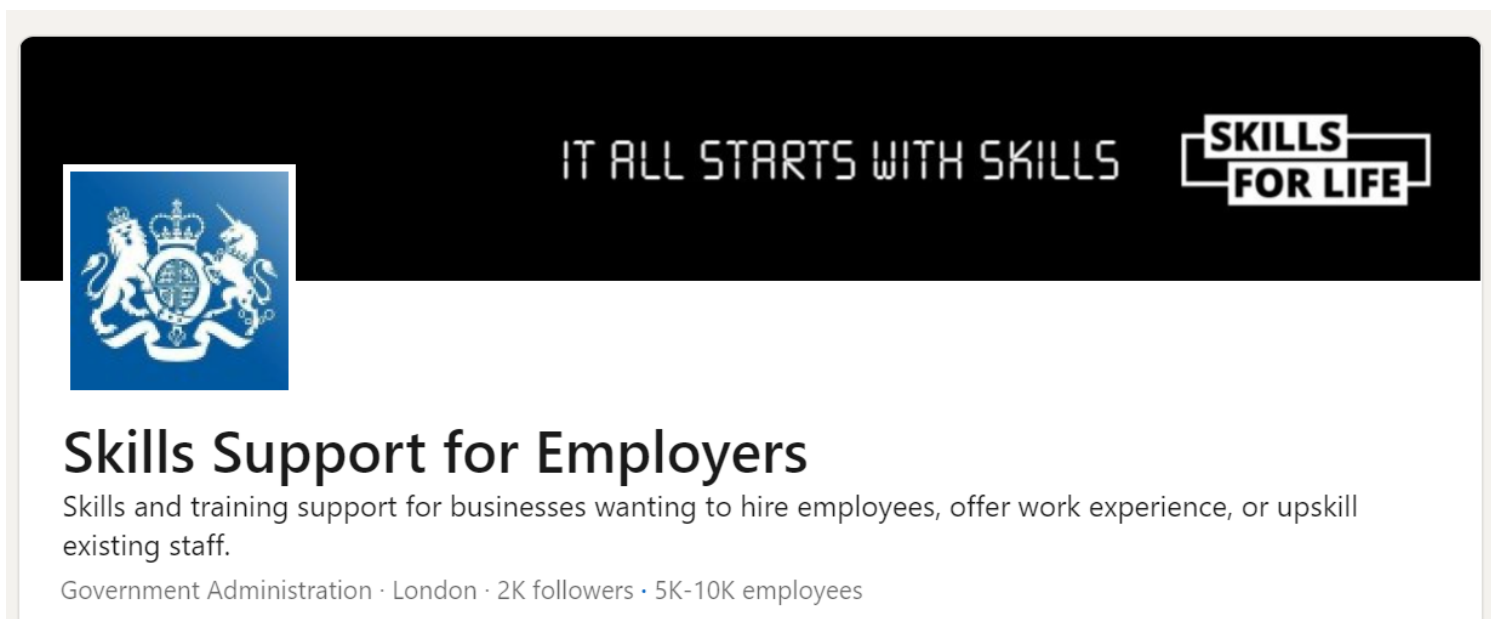 IT ALL STARTS WITH SKILLS
SKILLS
FOR LIFE
Skills Support for Employers
Skills and training support for businesses wanting to hire employees, offer work experience, or upskill
existing staff.
Government Administration · London · 2K followers · 5K-10K employees